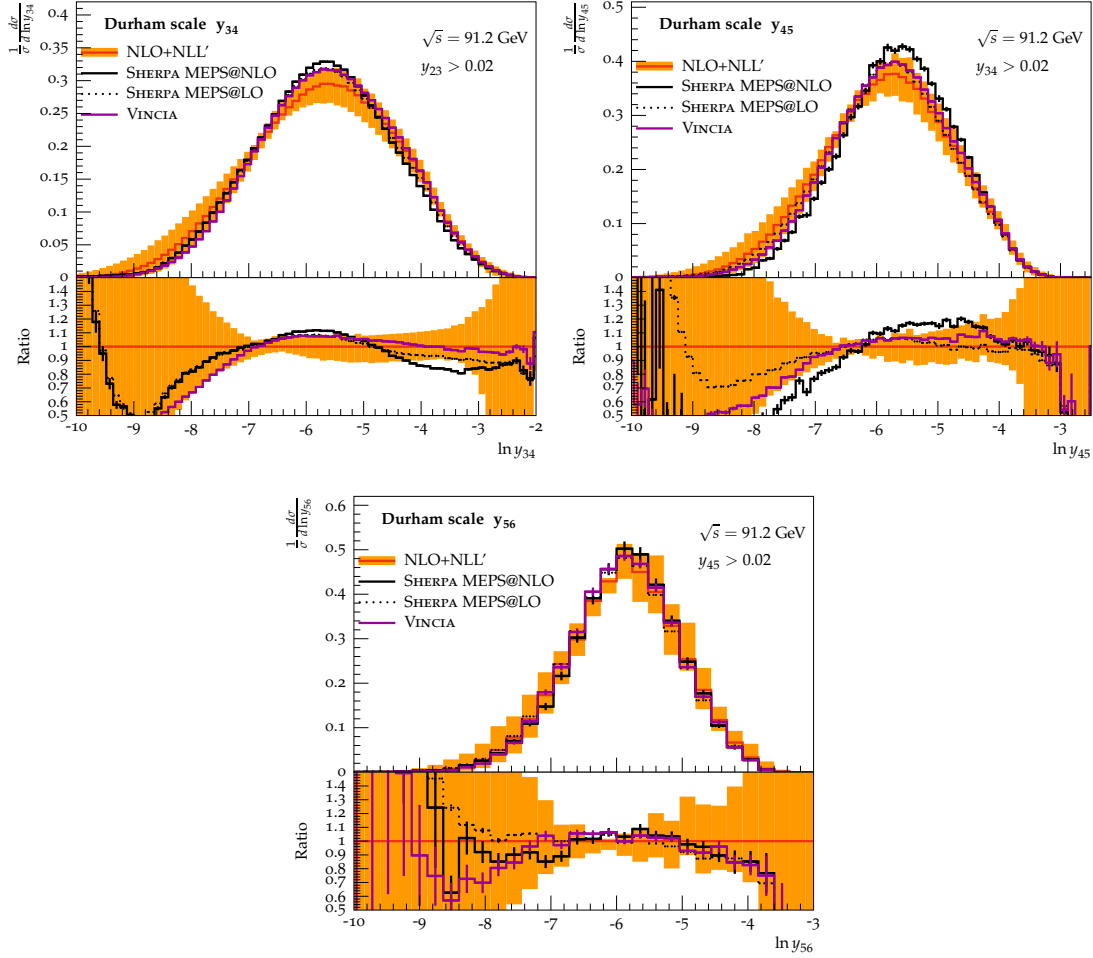 Durham scale y34
1/σ dσ/d ln y34
√s = 91.2 GeV
y23 > 0.02
NLO+NLL′
SHERPA MEPS@NLO
SHERPA MEPS@LO
VINCIA
0.4
0.35
0.3
0.25
0.2
0.15
0.1
0.05
0
1.4
1.3
1.2
1.1
1
0.9
0.8
0.7
0.6
0.5
Ratio
-10 -9 -8 -7 -6 -5 -4 -3 -2
ln y34
Durham scale y45
1/σ dσ/d ln y45
√s = 91.2 GeV
y34 > 0.02
NLO+NLL′
SHERPA MEPS@NLO
SHERPA MEPS@LO
VINCIA
0.5
0.4
0.3
0.2
0.1
0
1.4
1.3
1.2
1.1
1
0.9
0.8
0.7
0.6
0.5
Ratio
-10 -9 -8 -7 -6 -5 -4 -3
ln y45
Durham scale y56
1/σ dσ/d ln y56
√s = 91.2 GeV
y45 > 0.02
NLO+NLL′
SHERPA MEPS@NLO
SHERPA MEPS@LO
VINCIA
0.6
0.5
0.4
0.3
0.2
0.1
0
1.4
1.3
1.2
1.1
1
0.9
0.8
0.7
0.6
0.5
Ratio
-10 -9 -8 -7 -6 -5 -4 -3
ln y56